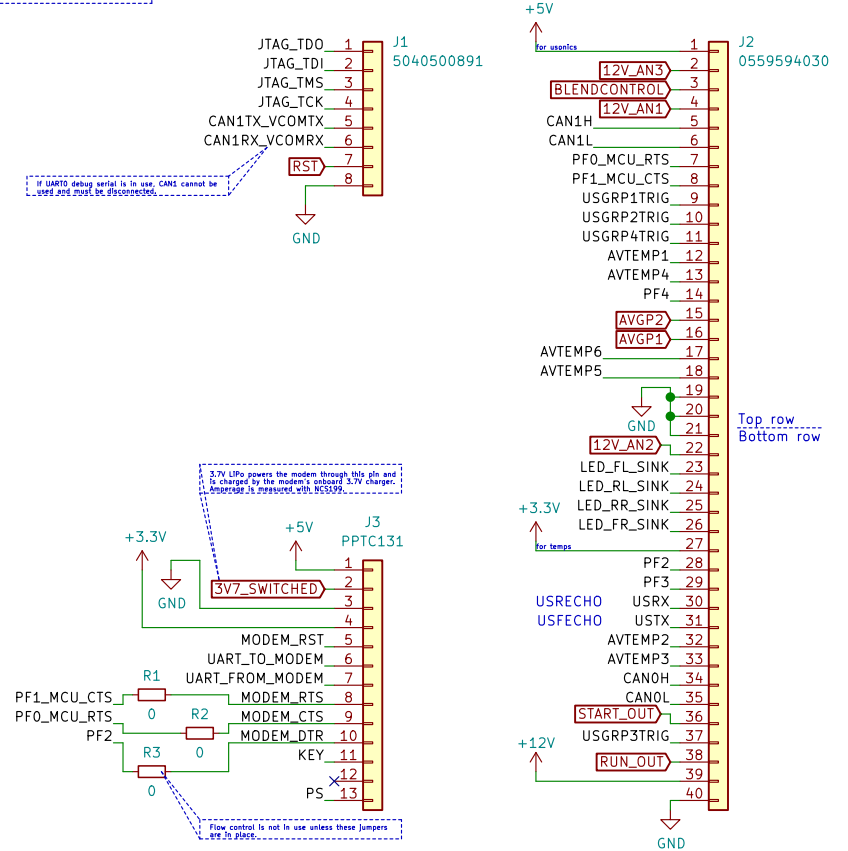 JTAG_TDO 1
JTAG_TDI 2
JTAG_TMS 3
JTAG_TCK 4
CAN1TX_VCOMTX 5
CAN1RX_VCOMRX 6
RST 7
8
J1
5040500891
GND
If UART0 debug serial is in use, CAN1 cannot be
used and must be disconnected.
+5V
for usonics
J2
0559594030
1
12V_AN3 2
BLENDCONTROL 3
12V_AN1 4
CAN1H 5
CAN1L 6
PF0_MCU_RTS 7
PF1_MCU_CTS 8
USGRP1TRIG 9
USGRP2TRIG 10
USGRP4TRIG 11
AVTEMP1 12
AVTEMP4 13
PF4 14
AVGP2 15
AVGP1 16
AVTEMP6 17
AVTEMP5 18
19
20
GND
21
Top row
Bottom row
12V_AN2 22
LED_FL_SINK 23
LED_RL_SINK 24
LED_RR_SINK 25
LED_FR_SINK 26
+3.3V
for temps
27
PF2 28
PF3 29
USRECHO USRX 30
USFECHO USTX 31
AVTEMP2 32
AVTEMP3 33
CAN0H 34
CAN0L 35
START_OUT 36
USGRP3TRIG 37
+12V
RUN_OUT 38
39
40
GND
3.7V LiPo powers the modem through this pin and
is charged by the modem's onboard 3.7V charger.
Amperage is measured with NCS199.
J3
PPTC131
+3.3V
+5V
GND
1
3V7_SWITCHED 2
3
4
MODEM_RST 5
UART_TO_MODEM 6
UART_FROM_MODEM 7
PF1_MCU_CTS R1 0 MODEM_RTS 8
PF0_MCU_RTS R2 0 MODEM_CTS 9
PF2 R3 0 MODEM_DTR 10
KEY 11
12
PS 13
Flow control is not in use unless these jumpers
are in place.